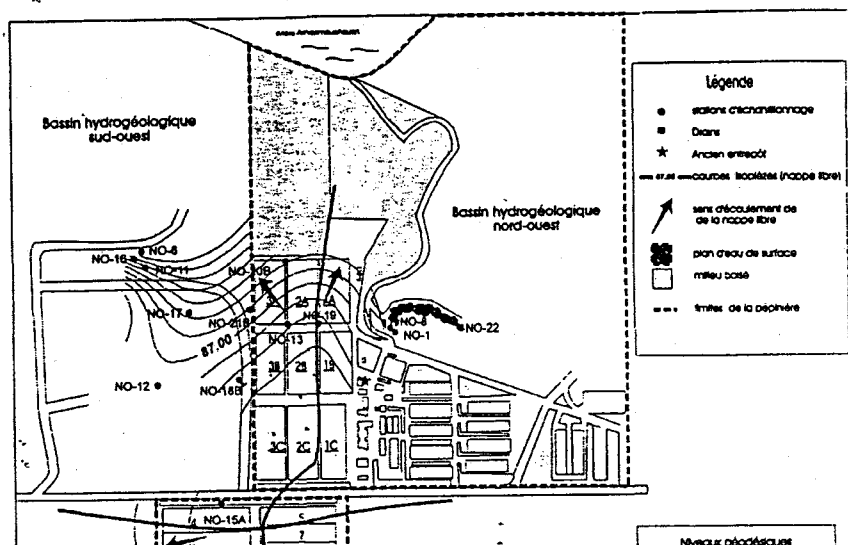 Bassin hydrogéologique
sud-ouest
Bassin hydrogéologique
nord-ouest
NO-6
NO-16
NO-11
NO-10B
NO-17
NO-21B
87.00
NO-13
NO-19
NO-12
NO-18B
NO-8
NO-1
NO-22
2A
1A
3B
2B
1B
3C
2C
1C
NO-15A
Légende
stations d'échantillonnage
Drains
Ancien entrepôt
courbes isopièzes (nappe libre)
sens d'écoulement de
de la nappe libre
plan d'eau de surface
milieu boisé
limites de la pépinière
Niveaux géodésiques